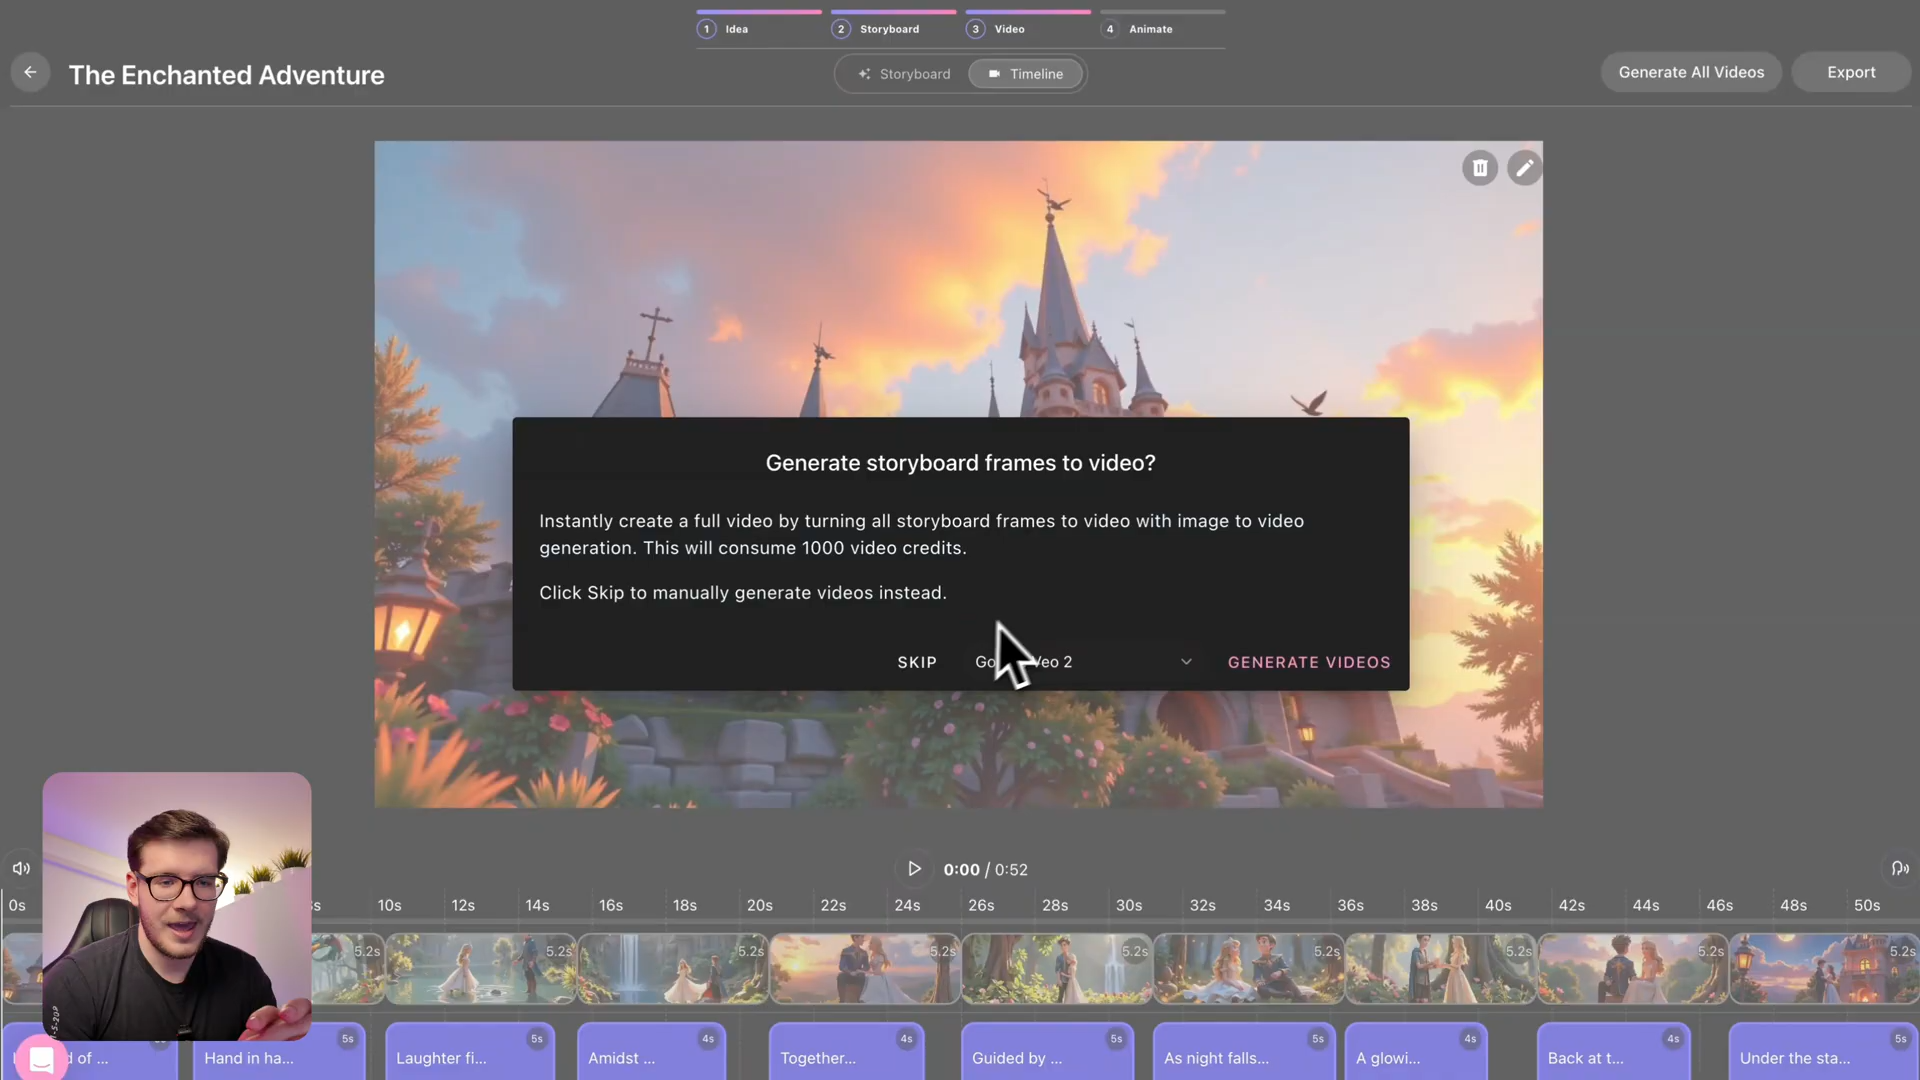 1 Idea
2 Storyboard
3 Video
4 Animate
The Enchanted Adventure
Storyboard
Timeline
Generate All Videos
Export
Generate storyboard frames to video?
Instantly create a full video by turning all storyboard frames to video with image to video
generation. This will consume 1000 video credits.
Click Skip to manually generate videos instead.
SKIP
Veo 2
GENERATE VIDEOS
0:00 / 0:52
0s
10s
12s
14s
16s
18s
20s
22s
24s
26s
28s
30s
32s
34s
36s
38s
40s
42s
44s
46s
48s
50s
5.2s
5.2s
5.2s
5.2s
5.2s
5.2s
5.2s
5.2s
5.2s
of ...
Hand in ha...
5s
Laughter fi...
5s
Amidst ...
4s
Together...
4s
Guided by ...
5s
As night falls...
5s
A glowi...
4s
Back at t...
4s
Under the sta...
5s